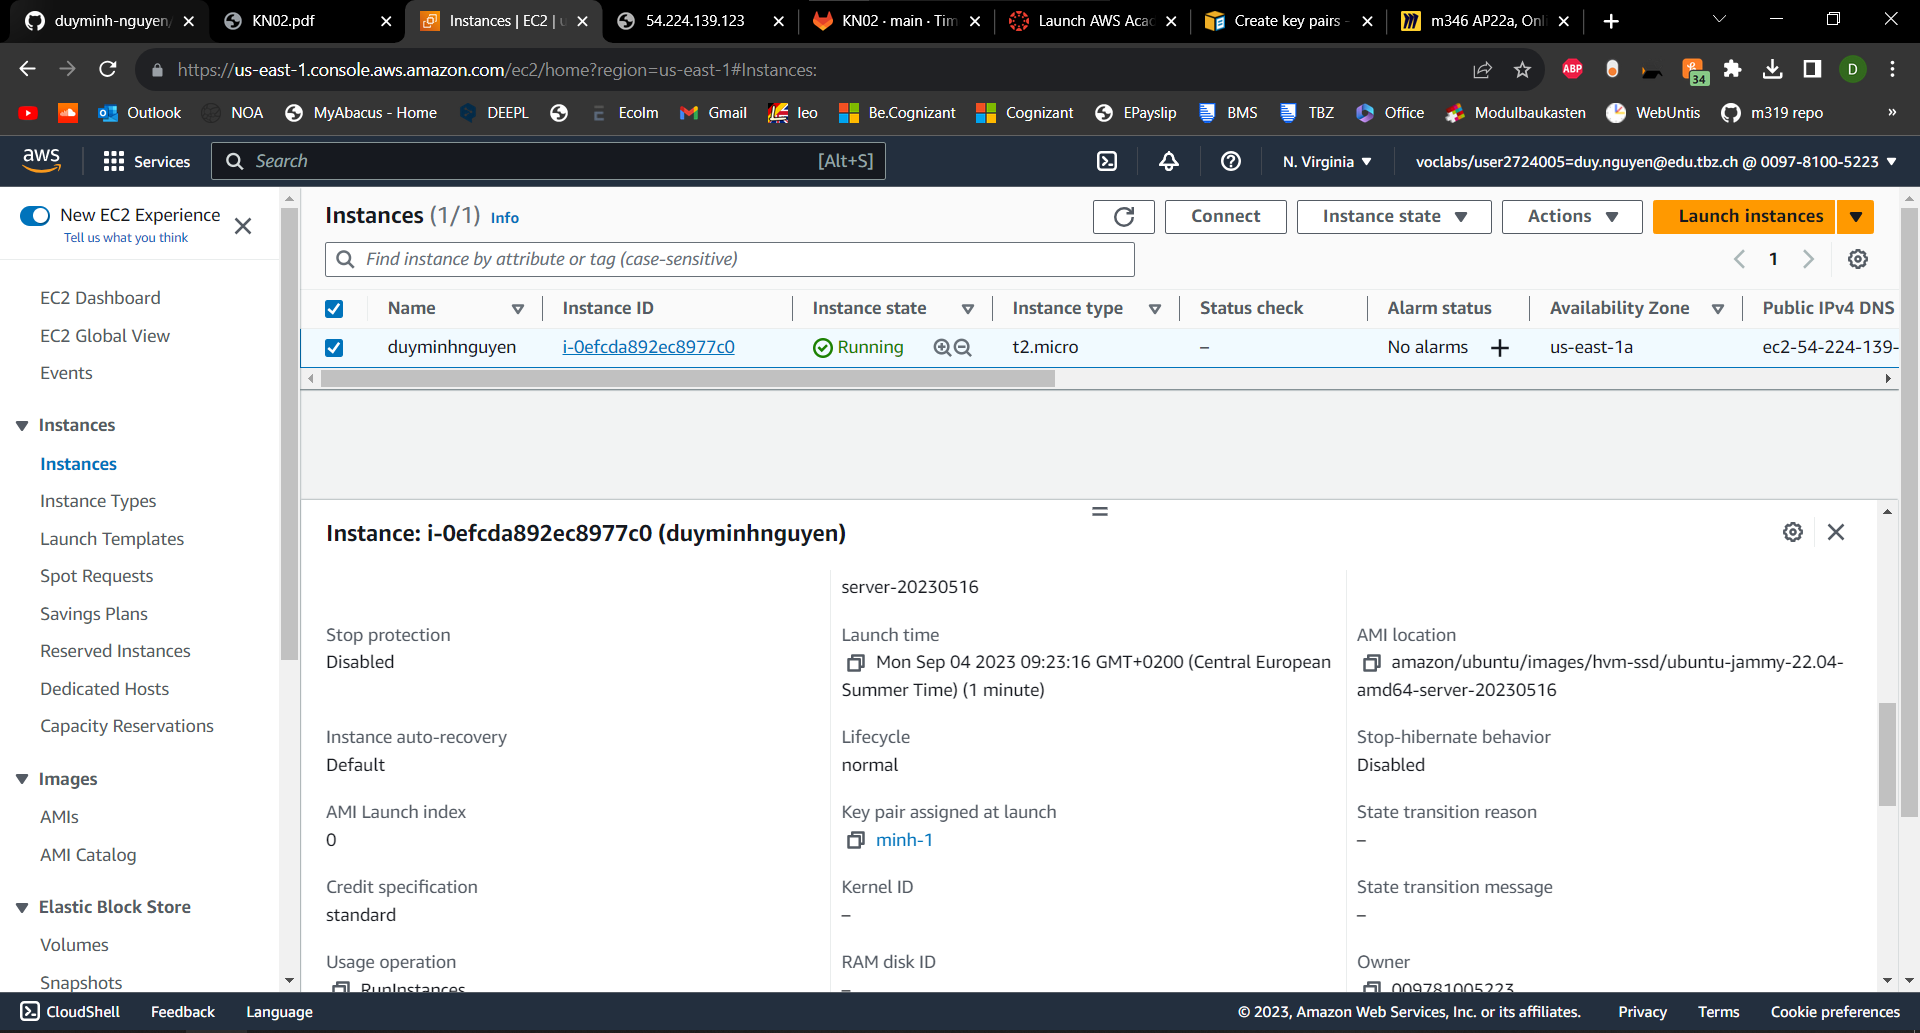 duyminh-nguyen/
KN02.pdf
Instances | EC2 | u
54.224.139.123
KN02 · main · Tim
Launch AWS Aca
Create key pairs -
m346 AP22a, Onli
https://us-east-1.console.aws.amazon.com/ec2/home?region=us-east-1#Instances:
ABP
34
D
Outlook
NOA
MyAbacus - Home
DEEPL
Ecolm
Gmail
leo
Be.Cognizant
Cognizant
EPayslip
BMS
TBZ
Office
Modulbaukasten
WebUntis
m319 repo
»
aws
Services
Search
[Alt+S]
N. Virginia
voclabs/user2724005=duy.nguyen@edu.tbz.ch @ 0097-8100-5223
New EC2 Experience
Tell us what you think
EC2 Dashboard
EC2 Global View
Events
Instances
Instances
Instance Types
Launch Templates
Spot Requests
Savings Plans
Reserved Instances
Dedicated Hosts
Capacity Reservations
Images
AMIs
AMI Catalog
Elastic Block Store
Volumes
Snapshots
Instances (1/1) Info
Connect
Instance state
Actions
Launch instances
Find instance by attribute or tag (case-sensitive)
1
Name
Instance ID
Instance state
Instance type
Status check
Alarm status
Availability Zone
Public IPv4 DNS
duyminhnguyen
i-0efcda892ec8977c0
Running
t2.micro
–
No alarms
us-east-1a
ec2-54-224-139-
Instance: i-0efcda892ec8977c0 (duyminhnguyen)
server-20230516
Stop protection
Disabled
Launch time
Mon Sep 04 2023 09:23:16 GMT+0200 (Central European
Summer Time) (1 minute)
AMI location
amazon/ubuntu/images/hvm-ssd/ubuntu-jammy-22.04-
amd64-server-20230516
Instance auto-recovery
Default
Lifecycle
normal
Stop-hibernate behavior
Disabled
AMI Launch index
0
Key pair assigned at launch
minh-1
State transition reason
–
Credit specification
standard
Kernel ID
–
State transition message
–
Usage operation
RunInstances
RAM disk ID
–
Owner
009781005223
CloudShell
Feedback
Language
© 2023, Amazon Web Services, Inc. or its affiliates.
Privacy
Terms
Cookie preferences